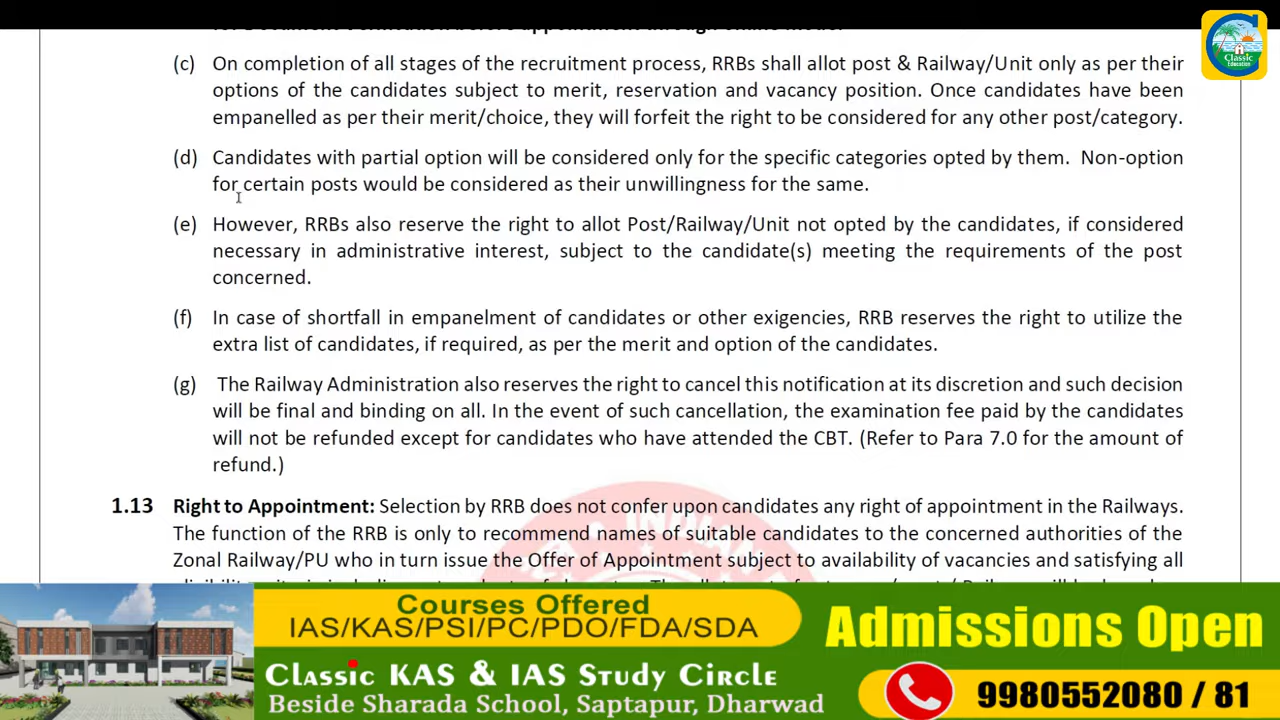 (c) On completion of all stages of the recruitment process, RRBs shall allot post & Railway/Unit only as per their
options of the candidates subject to merit, reservation and vacancy position. Once candidates have been
empanelled as per their merit/choice, they will forfeit the right to be considered for any other post/category.
(d) Candidates with partial option will be considered only for the specific categories opted by them. Non-option
for certain posts would be considered as their unwillingness for the same.
(e) However, RRBs also reserve the right to allot Post/Railway/Unit not opted by the candidates, if considered
necessary in administrative interest, subject to the candidate(s) meeting the requirements of the post
concerned.
(f) In case of shortfall in empanelment of candidates or other exigencies, RRB reserves the right to utilize the
extra list of candidates, if required, as per the merit and option of the candidates.
(g) The Railway Administration also reserves the right to cancel this notification at its discretion and such decision
will be final and binding on all. In the event of such cancellation, the examination fee paid by the candidates
will not be refunded except for candidates who have attended the CBT. (Refer to Para 7.0 for the amount of
refund.)
1.13 Right to Appointment: Selection by RRB does not confer upon candidates any right of appointment in the Railways.
The function of the RRB is only to recommend names of suitable candidates to the concerned authorities of the
Zonal Railway/PU who in turn issue the Offer of Appointment subject to availability of vacancies and satisfying all
Classic
Education
Courses Offered
IAS/KAS/PSI/PC/PDO/FDA/SDA
Classic KAS & IAS Study Circle
Beside Sharada School, Saptapur, Dharwad
Admissions Open
9980552080 / 81